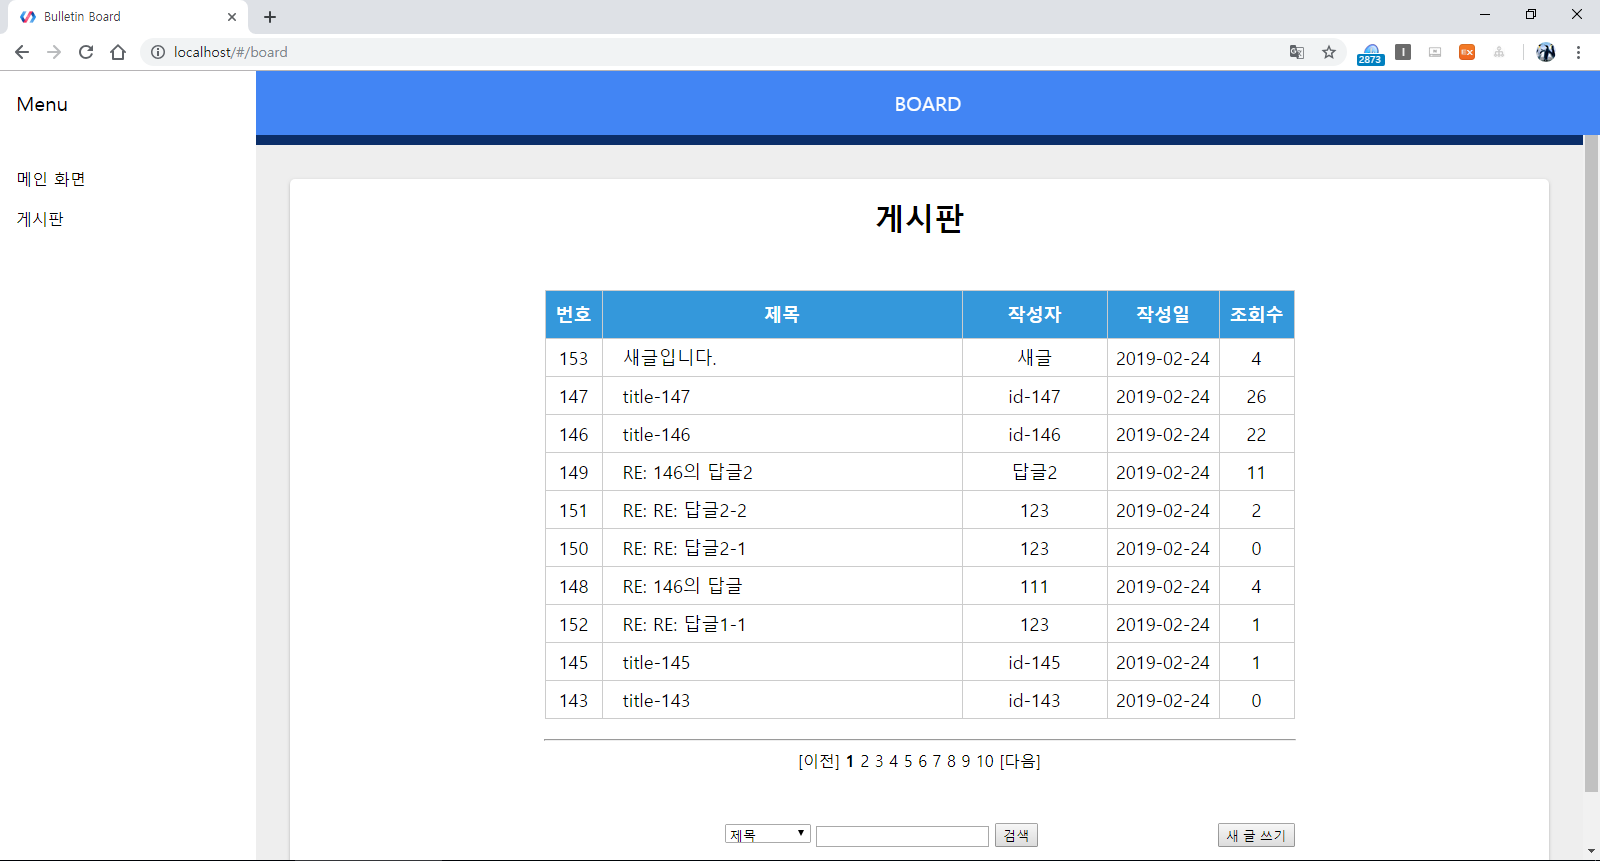 Bulletin Board
localhost/#/board
2873
EX
Menu
BOARD
메인 화면
게시판
게시판
번호 제목 작성자 작성일 조회수
153 새글입니다. 새글 2019-02-24 4
147 title-147 id-147 2019-02-24 26
146 title-146 id-146 2019-02-24 22
149 RE: 146의 답글2 답글2 2019-02-24 11
151 RE: RE: 답글2-2 123 2019-02-24 2
150 RE: RE: 답글2-1 123 2019-02-24 0
148 RE: 146의 답글 111 2019-02-24 4
152 RE: RE: 답글1-1 123 2019-02-24 1
145 title-145 id-145 2019-02-24 1
143 title-143 id-143 2019-02-24 0
[이전] 1 2 3 4 5 6 7 8 9 10 [다음]
제목 검색 새 글 쓰기